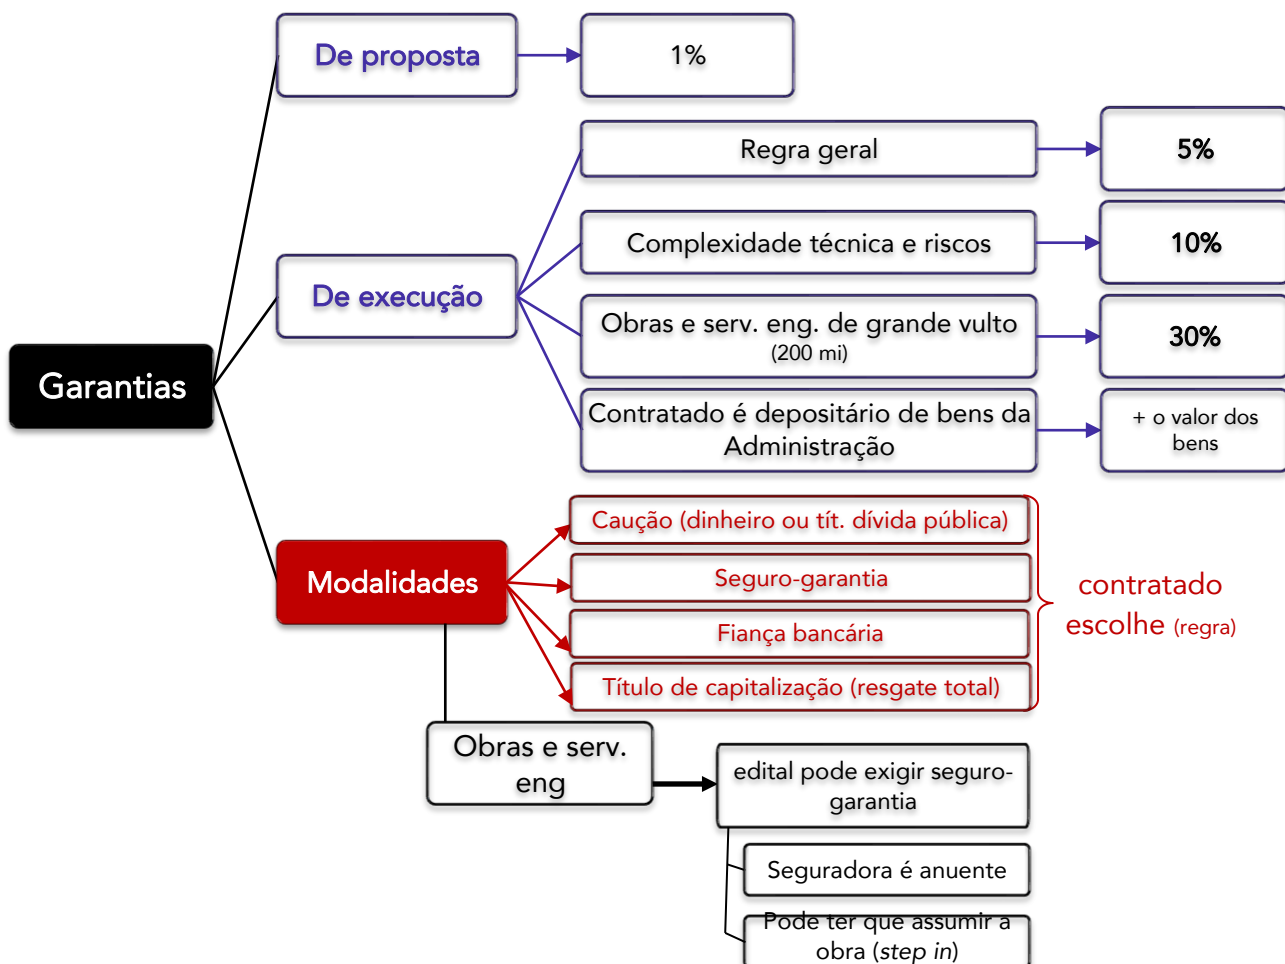 Garantias
De proposta
1%
De execução
Regra geral
5%
Complexidade técnica e riscos
10%
Obras e serv. eng. de grande vulto
(200 mi)
30%
Contratado é depositário de bens da
Administração
+ o valor dos
bens
Modalidades
Caução (dinheiro ou tít. dívida pública)
Seguro-garantia
Fiança bancária
Título de capitalização (resgate total)
contratado
escolhe (regra)
Obras e serv.
eng
edital pode exigir seguro-
garantia
Seguradora é anuente
Pode ter que assumir a
obra (step in)